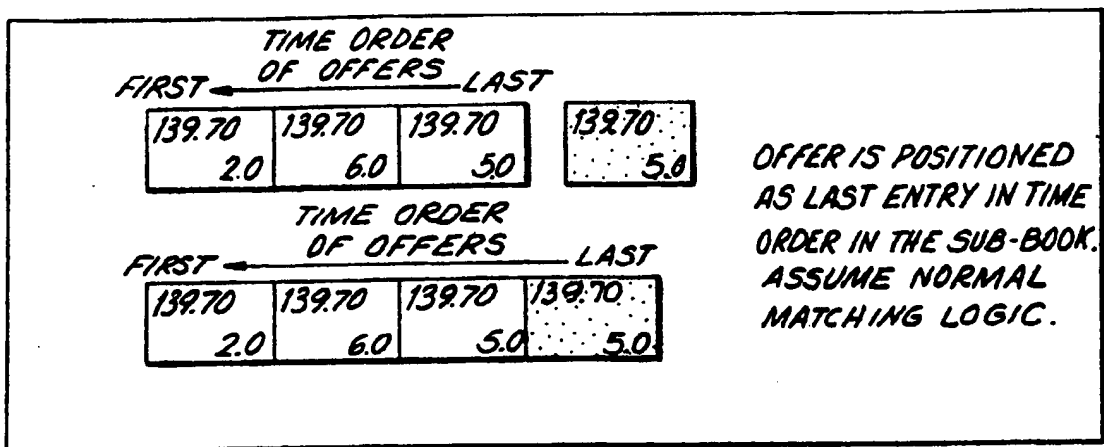 TIME ORDER
OF OFFERS
FIRST LAST
139.70 139.70 139.70 139.70
2.0 6.0 5.0 5.0
TIME ORDER
OF OFFERS
FIRST LAST
139.70 139.70 139.70 139.70
2.0 6.0 5.0 5.0
OFFER IS POSITIONED
AS LAST ENTRY IN TIME
ORDER IN THE SUB-BOOK.
ASSUME NORMAL
MATCHING LOGIC.